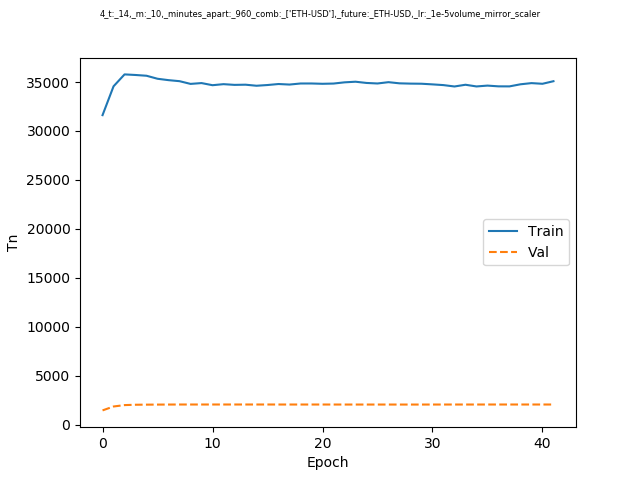 4_t:_14,_m:_10,_minutes_apart:_960_comb:_['ETH-USD'],_future:_ETH-USD,_lr:_1e-5volume_mirror_scaler
35000
30000
25000
20000
15000
10000
5000
0
Tn
Train
Val
0 10 20 30 40
Epoch